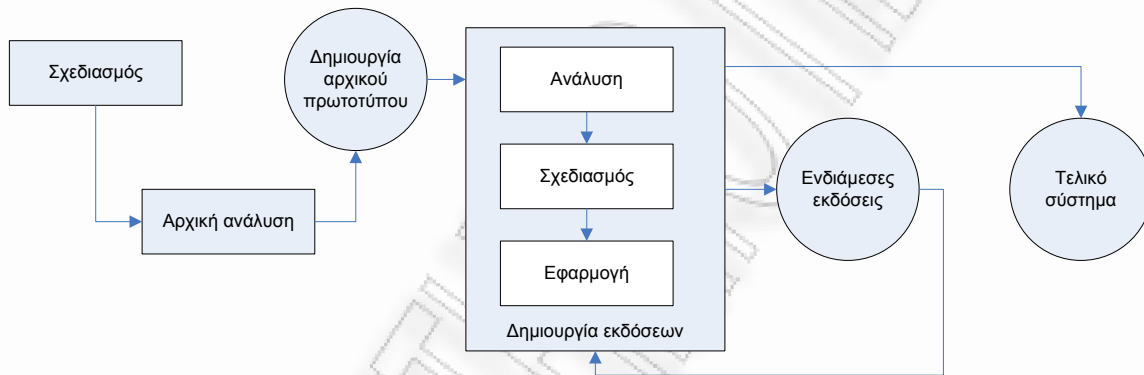 Σχεδιασμός
Αρχική ανάλυση
Δημιουργία
αρχικού
πρωτοτύπου
Ανάλυση
Σχεδιασμός
Εφαρμογή
Δημιουργία εκδόσεων
Ενδιάμεσες
εκδόσεις
Τελικό
σύστημα